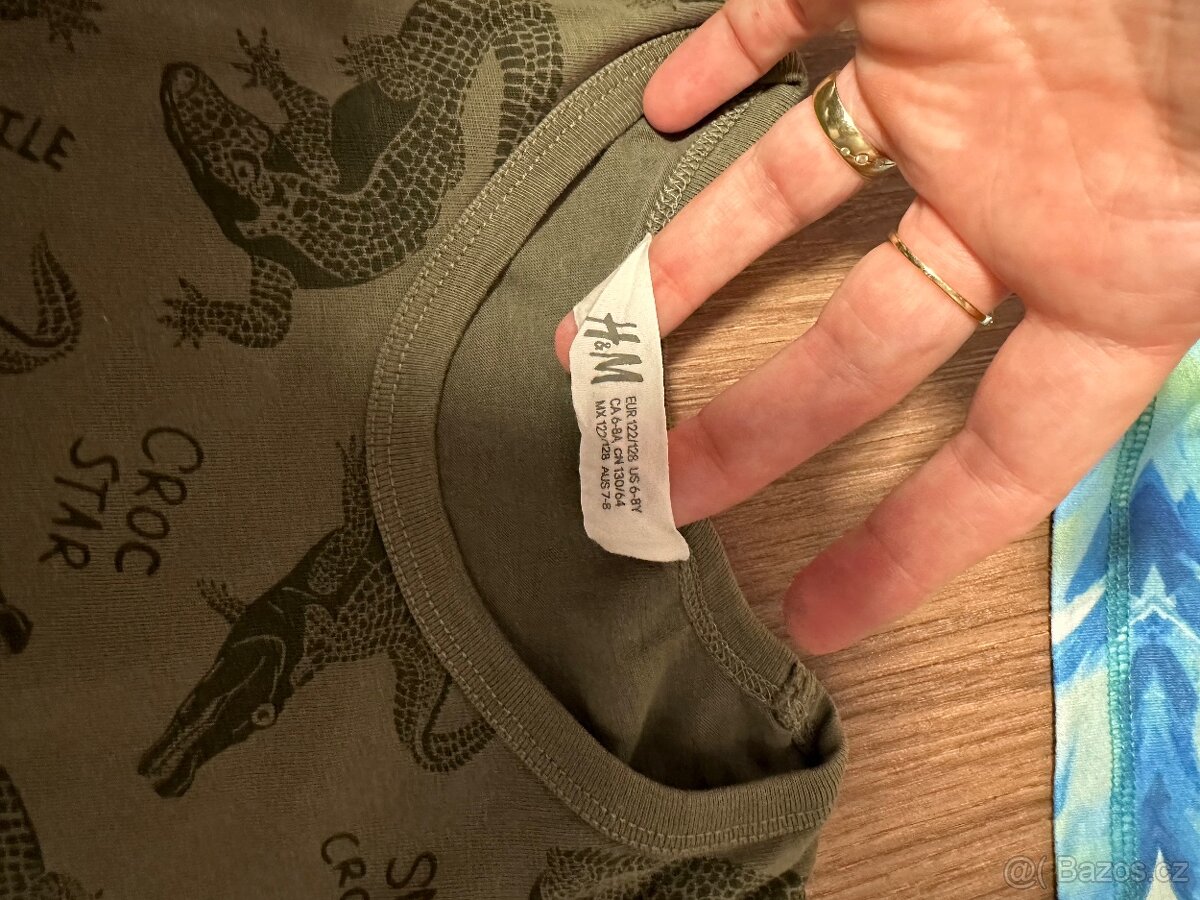 H&M
EUR 122/128 US 6-8Y
CA 6-8A CN 130/64
MX 122/128 AUS 7-8
CROC
STAR
CRO
@( Bazos.cz